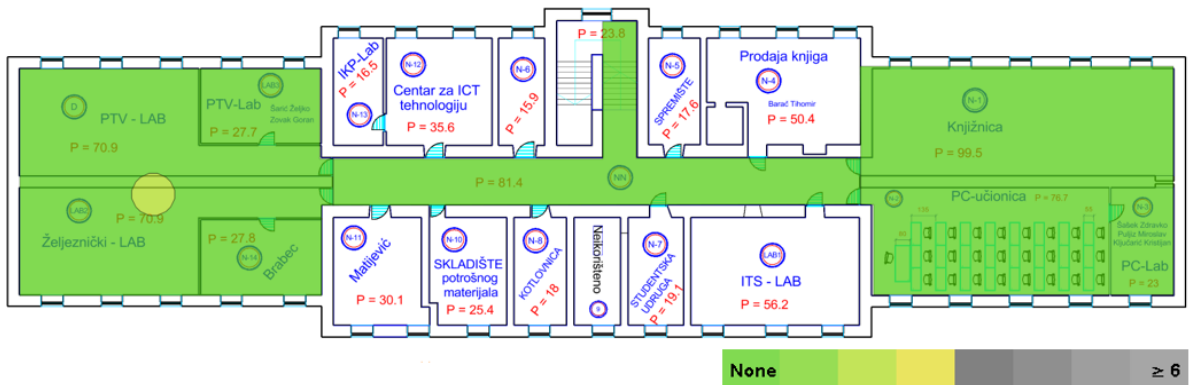 P = 23.8
IKP-Lab
P = 16.5
N-13
N-12
Centar za ICT
tehnologiju
P = 35.6
N-6
P = 15.9
N-5
SPREMIŠTE
P = 17.6
Prodaja knjiga
N-4
Barać Tihomir
P = 50.4
D
PTV - LAB
P = 70.9
LAB3
PTV-Lab
Šarić Željko
Zovak Goran
P = 27.7
N-1
Knjižnica
P = 99.5
P = 81.4
NN
LAB2
P = 70.9
Željeznički - LAB
P = 27.8
N-14
Brabec
N-11
Matijević
P = 30.1
N-10
SKLADIŠTE
potrošnog
materijala
P = 25.4
N-8
KOTLOVNICA
P = 18
Neikorišteno
9
N-7
STUDENTSKA
UDRUGA
P = 19.1
LAB1
ITS - LAB
P = 56.2
N-2
PC-učionica
P = 76.7
N-3
Šabek Zdravko
Puljiz Miroslav
Ključarić Kristijan
PC-Lab
P = 23
None
≥ 6